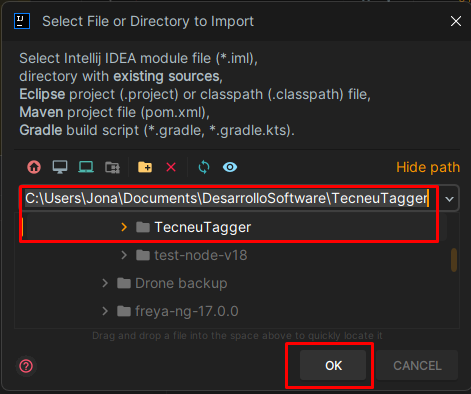 IJ
Select File or Directory to Import
Select Intellij IDEA module file (*.iml),
directory with existing sources,
Eclipse project (.project) or classpath (.classpath) file,
Maven project file (pom.xml),
Gradle build script (*.gradle, *.gradle.kts).
Hide path
C:\Users\Jona\Documents\DesarrolloSoftware\TecneuTagger
TecneuTagger
test-node-v18
Drone backup
freya-ng-17.0.0
Drag and drop a file into the space above to quickly locate it
?
OK
CANCEL